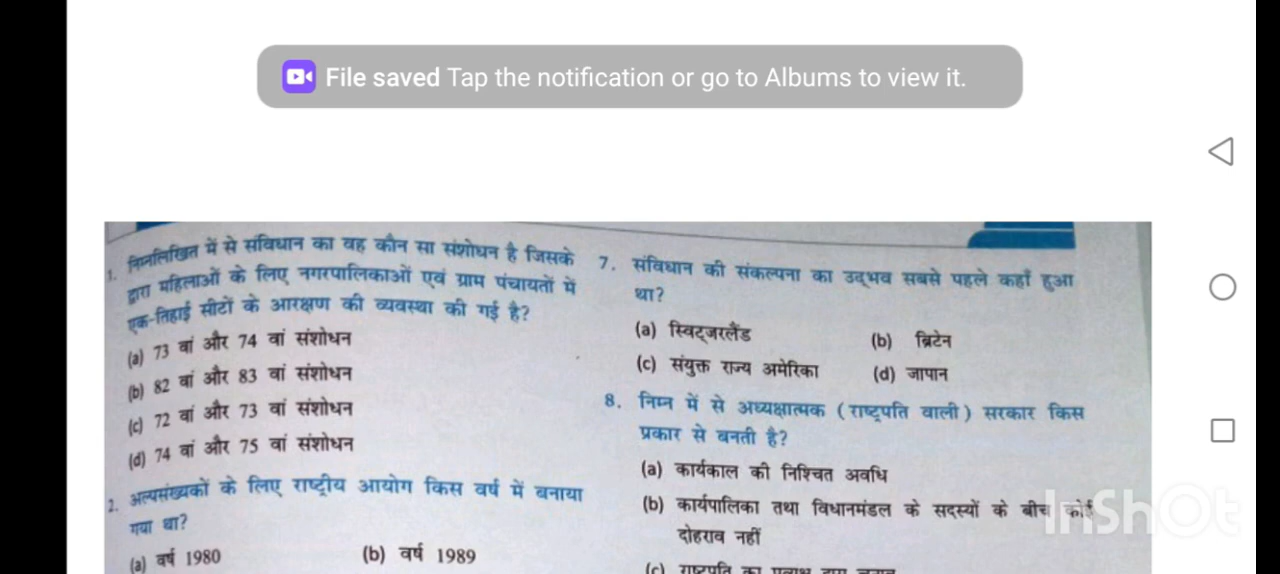 File saved Tap the notification or go to Albums to view it.
1. निम्नलिखित में से संविधान का वह कौन सा संशोधन है जिसके
द्वारा महिलाओं के लिए नगरपालिकाओं एवं ग्राम पंचायतों में
एक-तिहाई सीटों के आरक्षण की व्यवस्था की गई है?
(a) 73 वां और 74 वां संशोधन
(b) 82 वां और 83 वां संशोधन
(c) 72 वां और 73 वां संशोधन
(d) 74 वां और 75 वां संशोधन
2. अल्पसंख्यकों के लिए राष्ट्रीय आयोग किस वर्ष में बनाया
गया था?
(a) वर्ष 1980 (b) वर्ष 1989
7. संविधान की संकल्पना का उद्भव सबसे पहले कहाँ हुआ
था?
(a) स्विट्जरलैंड (b) ब्रिटेन
(c) संयुक्त राज्य अमेरिका (d) जापान
8. निम्न में से अध्यक्षात्मक (राष्ट्रपति वाली) सरकार किस
प्रकार से बनती है?
(a) कार्यकाल की निश्चित अवधि
(b) कार्यपालिका तथा विधानमंडल के सदस्यों के बीच कोई
दोहराव नहीं
(c) राष्ट्रपति का
InShOt